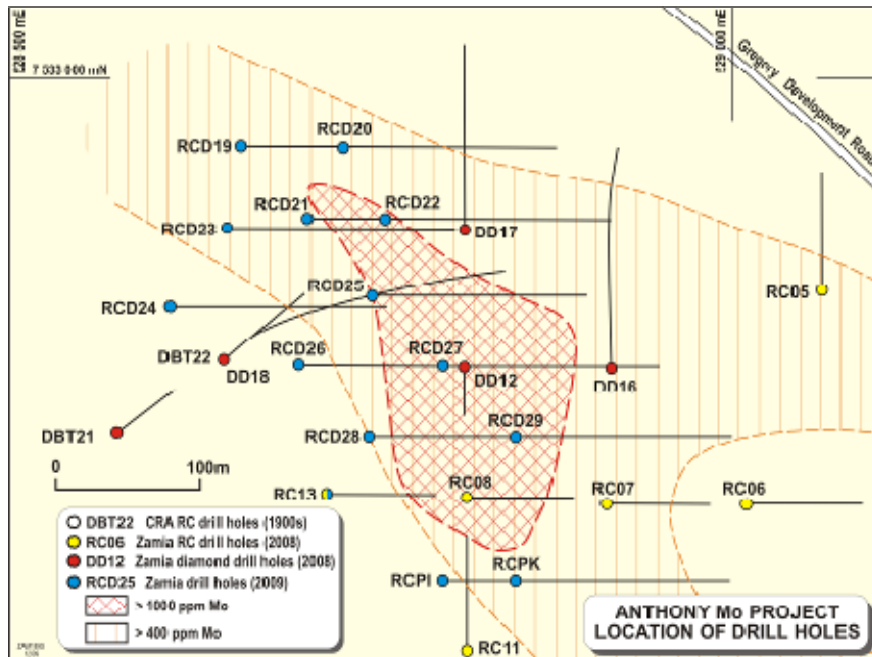 528 500 mE
529 000 mE
7 533 000 mN
Gregory Development Road
RCD19
RCD20
RCD21
RCD22
RCD23
DD17
RC05
RCD25
RCD24
DBT22
DD18
RCD26
RCD27
DD12
DD16
DBT21
RCD28
RCD29
0 100m
RC13
RC08
RC07
RC06
RCPI
RCPK
RC11
DBT22 CRA RC drill holes (1900s)
RC06 Zamia RC drill holes (2008)
DD12 Zamia diamond drill holes (2008)
RCD25 Zamia drill holes (2009)
> 1000 ppm Mo
> 400 ppm Mo
ANTHONY Mo PROJECT
LOCATION OF DRILL HOLES